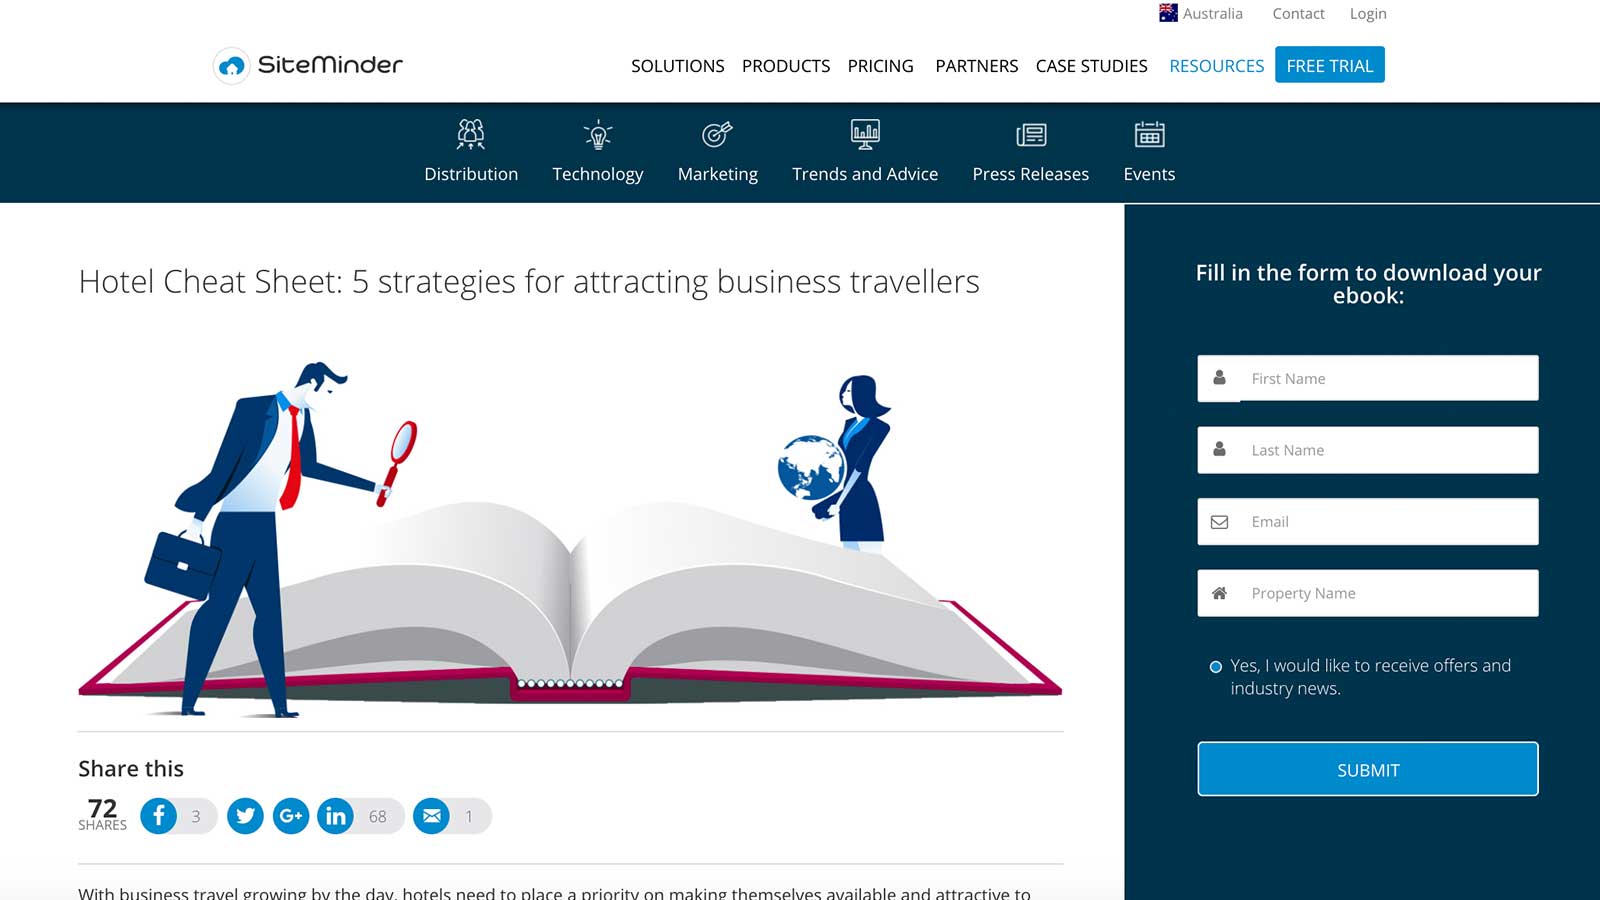 Australia Contact Login
SiteMinder SOLUTIONS PRODUCTS PRICING PARTNERS CASE STUDIES RESOURCES FREE TRIAL
Distribution Technology Marketing Trends and Advice Press Releases Events
Hotel Cheat Sheet: 5 strategies for attracting business travellers
Fill in the form to download your
ebook:
First Name
Last Name
Email
Property Name
Yes, I would like to receive offers and
industry news.
SUBMIT
Share this
72
SHARES
3
68
1
With business travel growing by the day, hotels need to place a priority on making themselves available and attractive to